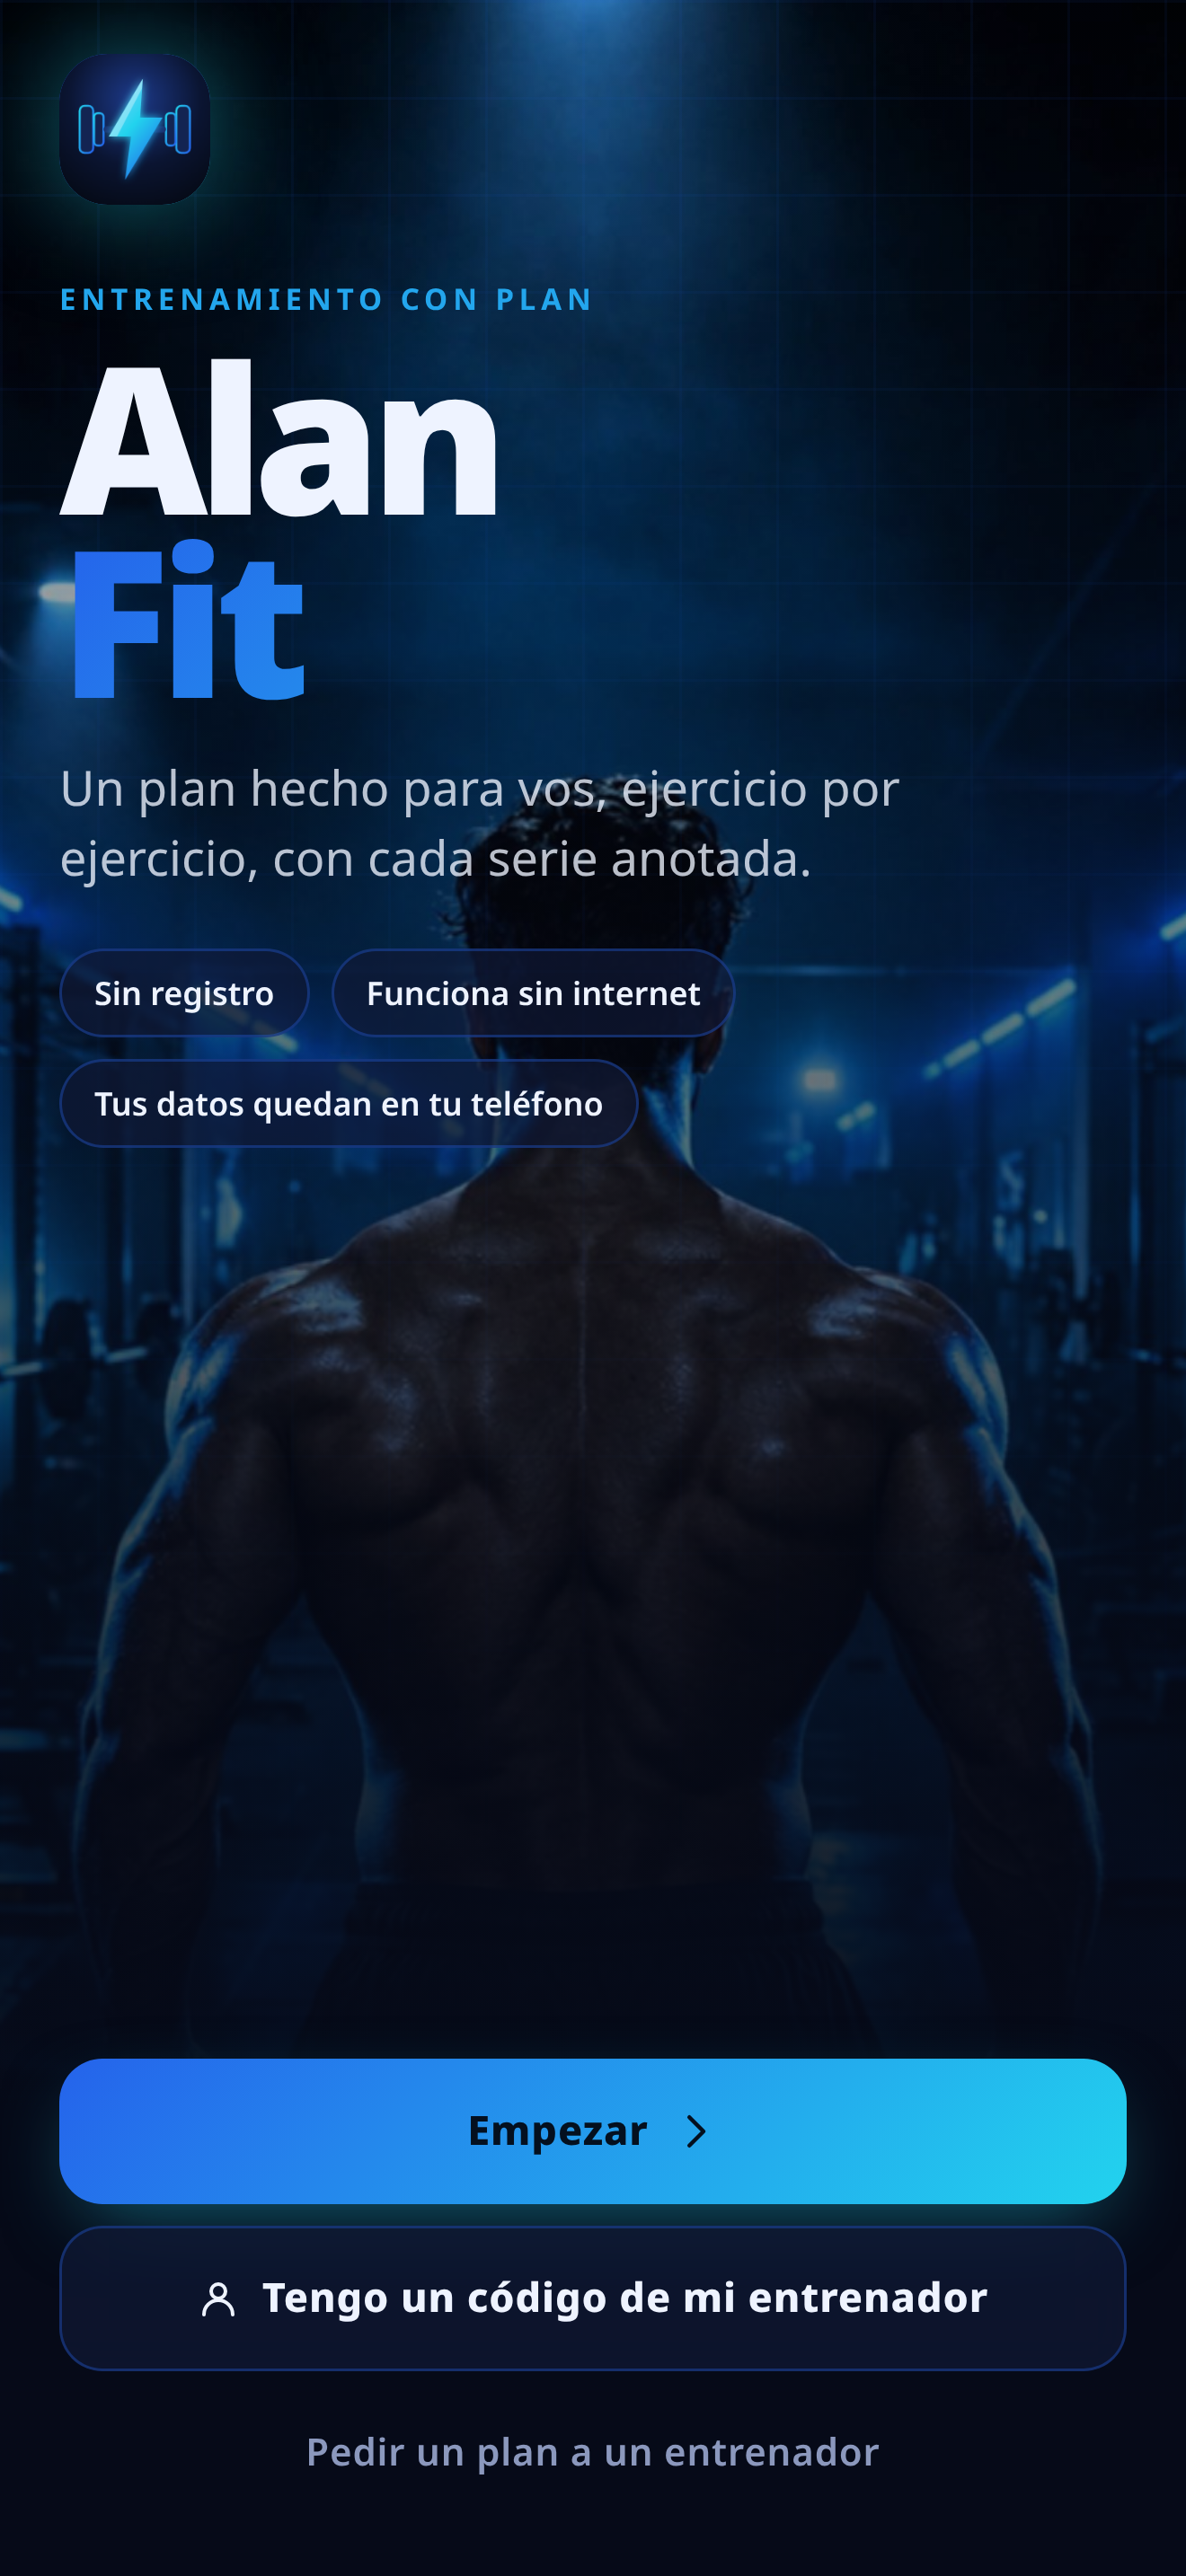 ENTRENAMIENTO CON PLAN
Alan
Fit
Un plan hecho para vos, ejercicio por
ejercicio, con cada serie anotada.
Sin registro
Funciona sin internet
Tus datos quedan en tu teléfono
Empezar
Tengo un código de mi entrenador
Pedir un plan a un entrenador